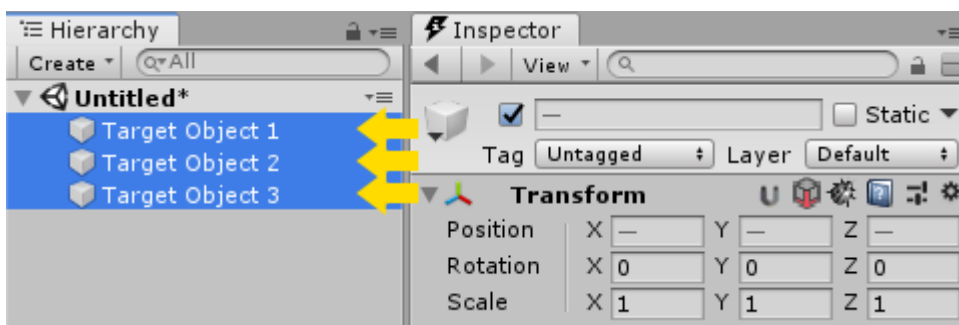 Hierarchy
Create
All
Untitled*
Target Object 1
Target Object 2
Target Object 3
Inspector
View
—
Static
Tag Untagged Layer Default
Transform
Position X — Y — Z —
Rotation X 0 Y 0 Z 0
Scale X 1 Y 1 Z 1